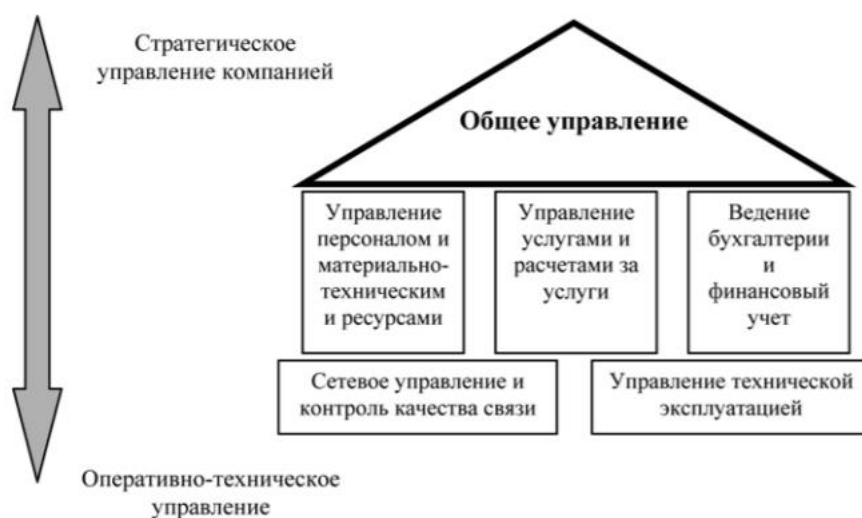 Стратегическое
управление компанией
Общее управление
Управление
персоналом и
материально-
техническим
и ресурсами
Управление
услугами и
расчетами за
услуги
Ведение
бухгалтерии
и
финансовый
учет
Сетевое управление и
контроль качества связи
Управление технической
эксплуатацией
Оперативно-техническое
управление